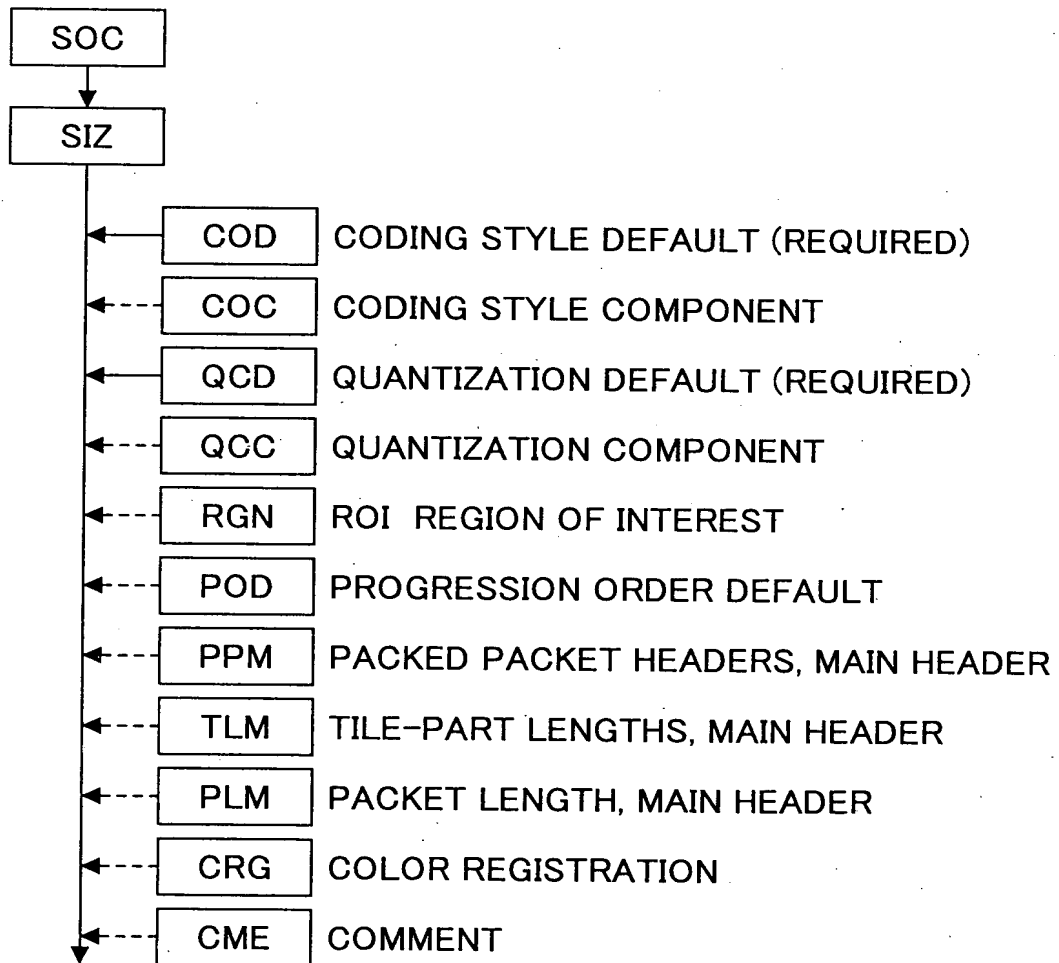 SOC
SIZ
COD CODING STYLE DEFAULT (REQUIRED)
COC CODING STYLE COMPONENT
QCD QUANTIZATION DEFAULT (REQUIRED)
QCC QUANTIZATION COMPONENT
RGN ROI REGION OF INTEREST
POD PROGRESSION ORDER DEFAULT
PPM PACKED PACKET HEADERS, MAIN HEADER
TLM TILE-PART LENGTHS, MAIN HEADER
PLM PACKET LENGTH, MAIN HEADER
CRG COLOR REGISTRATION
CME COMMENT